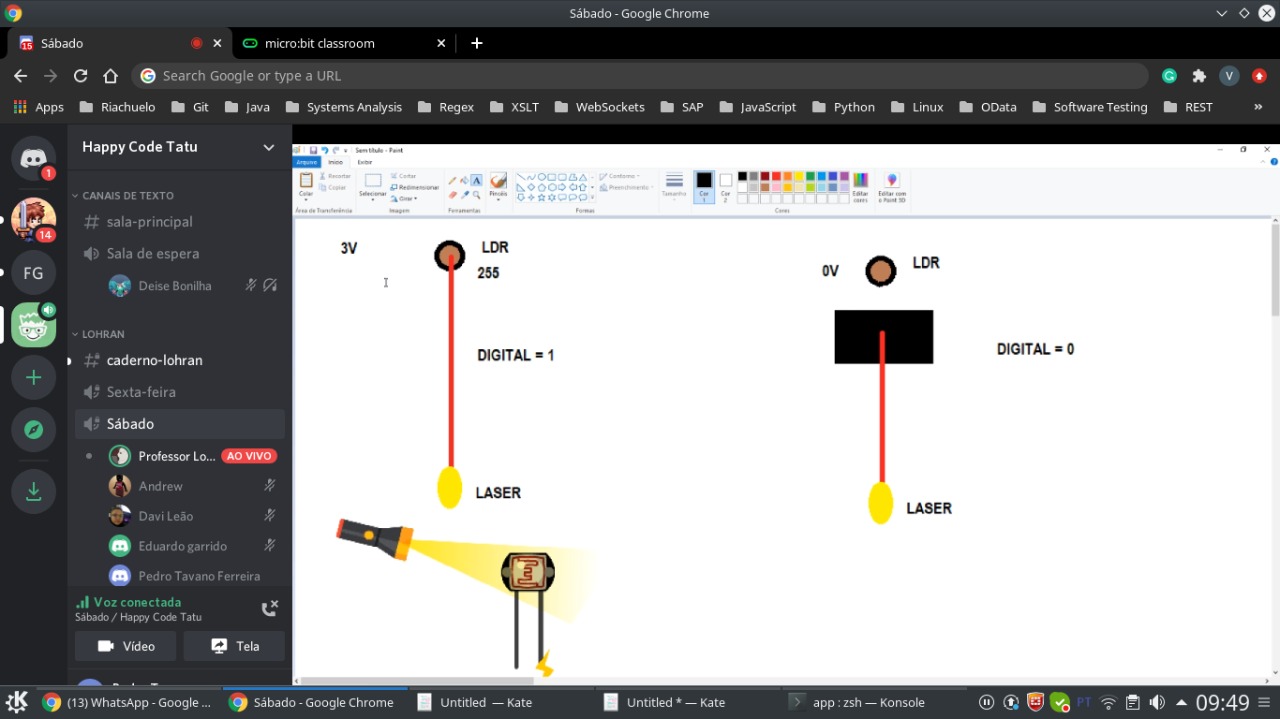 Sábado - Google Chrome
Sábado
micro:bit classroom
Search Google or type a URL
V
Apps
Riachuelo
Git
Java
Systems Analysis
Regex
XSLT
WebSockets
SAP
JavaScript
Python
Linux
OData
Software Testing
REST
»
1
14
FG
Happy Code Tatu
CANAIS DE TEXTO
sala-principal
Sala de espera
Deise Bonilha
LOHRAN
caderno-lohran
Sexta-feira
Sábado
Professor Lo... AO VIVO
Andrew
Davi Leão
Eduardo garrido
Pedro Tavano Ferreira
Voz conectada
Sábado / Happy Code Tatu
Vídeo
Tela
Sem título - Paint
Arquivo
Início
Exibir
Colar
Recortar
Copiar
Área de Transferência
Selecionar
Cortar
Redimensionar
Girar
Imagem
A
Ferramentas
Pincéis
Contorno
Preenchimento
Formas
Tamanho
Cor 1
Cor 2
Editar cores
Editar com o Paint 3D
Cores
3V
LDR
255
DIGITAL = 1
LASER
0V
LDR
DIGITAL = 0
LASER
(13) WhatsApp - Google ...
Sábado - Google Chrome
Untitled — Kate
Untitled * — Kate
app : zsh — Konsole
PT
09:49